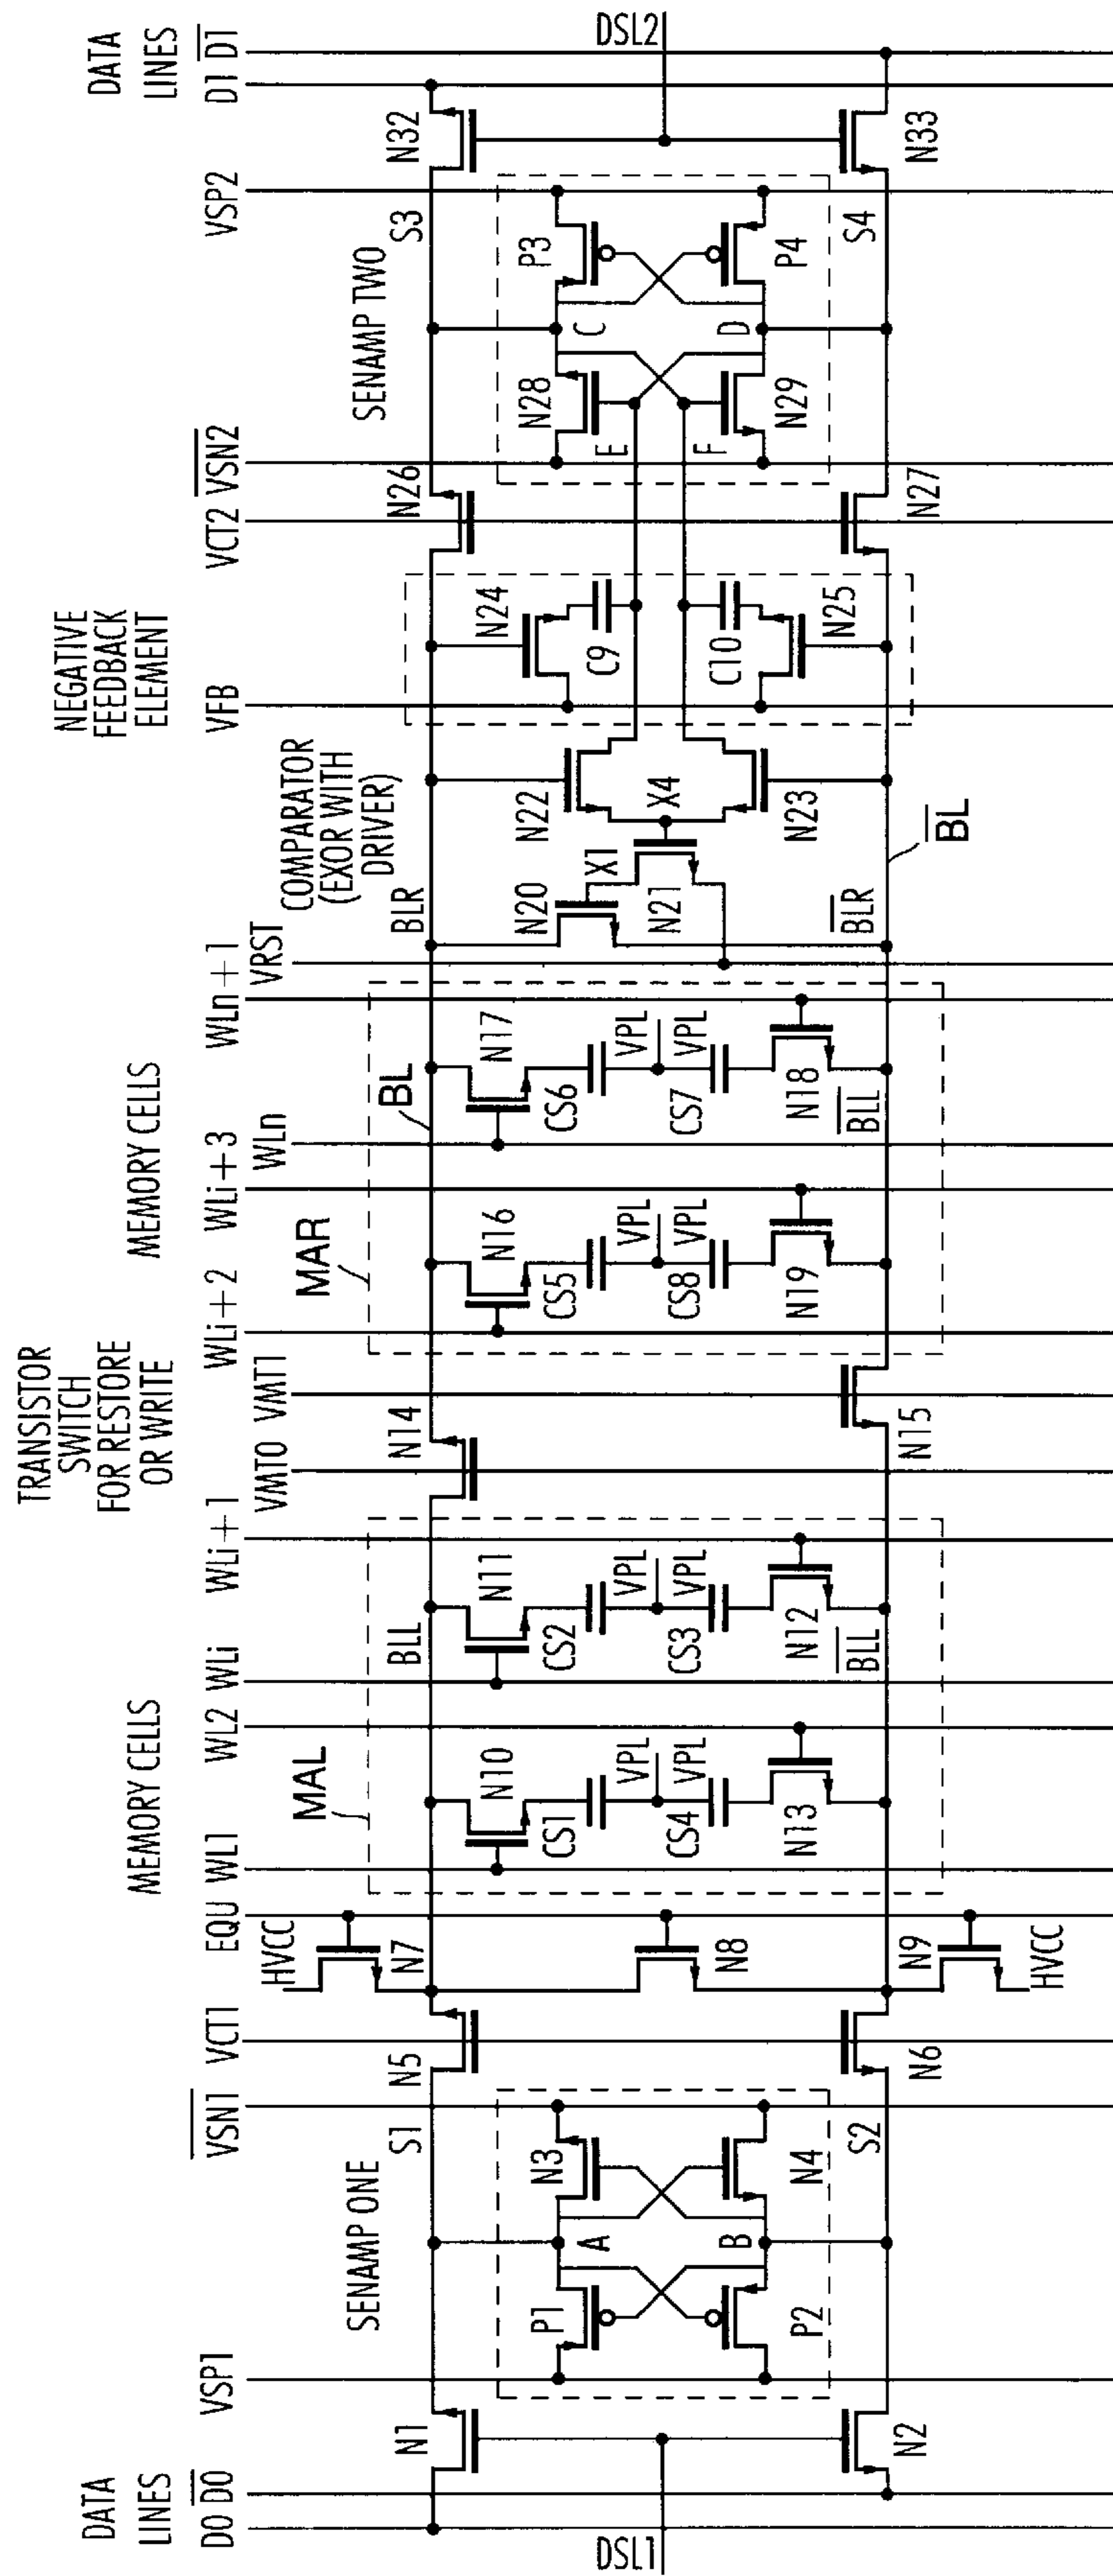 DATA
LINES
D0
D0
DSL1
N1
N2
VSP1
SENAMP ONE
P1
P2
A
B
N3
N4
S1
S2
VSN1
N5
N6
VCT1
HVCC
N7
N8
N9
HVCC
EQU
MEMORY CELLS
WL1
WL2
WLi
WLi+1
MAL
N10
CS1
VPL
VPL
CS4
N13
BLL
N11
CS2
VPL
VPL
CS3
N12
BLL
TRANSISTOR
SWITCH
FOR RESTORE
OR WRITE
VMT0
VMT1
N14
N15
MEMORY CELLS
WLi+2
WLi+3
WLn
WLn+1
MAR
N16
CS5
VPL
VPL
CS8
N19
BL
N17
CS6
VPL
VPL
CS7
N18
BLL
VRST
COMPARATOR
(EXOR WITH
DRIVER)
BLR
BLR
N20
X1
N21
N22
X4
N23
BL
NEGATIVE
FEEDBACK
ELEMENT
VFB
N24
C9
C10
N25
VCT2
N26
N27
VSN2
SENAMP TWO
N28
E
F
N29
C
D
P3
P4
S3
S4
VSP2
N32
N33
DSL2
DATA
LINES
D1
D1